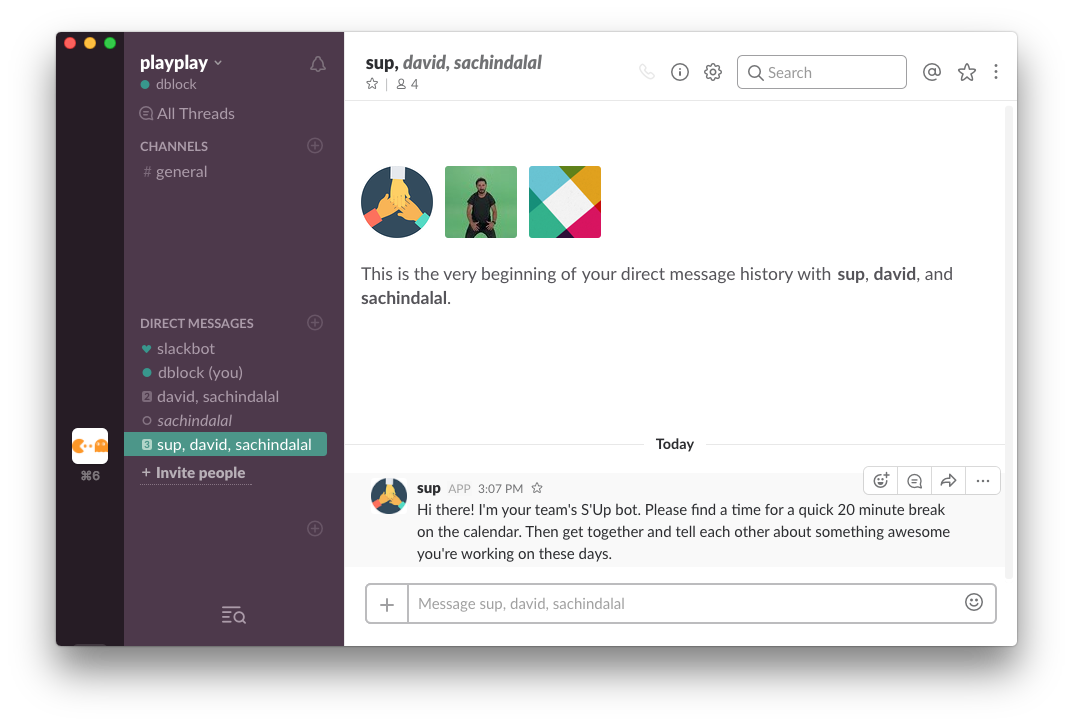 playplay
dblock
All Threads
CHANNELS
# general
DIRECT MESSAGES
slackbot
dblock (you)
2 david, sachindalal
sachindalal
3 sup, david, sachindalal
+ Invite people
⌘6
sup, david, sachindalal
4
Search
This is the very beginning of your direct message history with sup, david, and
sachindalal.
Today
sup APP 3:07 PM
Hi there! I'm your team's S'Up bot. Please find a time for a quick 20 minute break
on the calendar. Then get together and tell each other about something awesome
you're working on these days.
Message sup, david, sachindalal